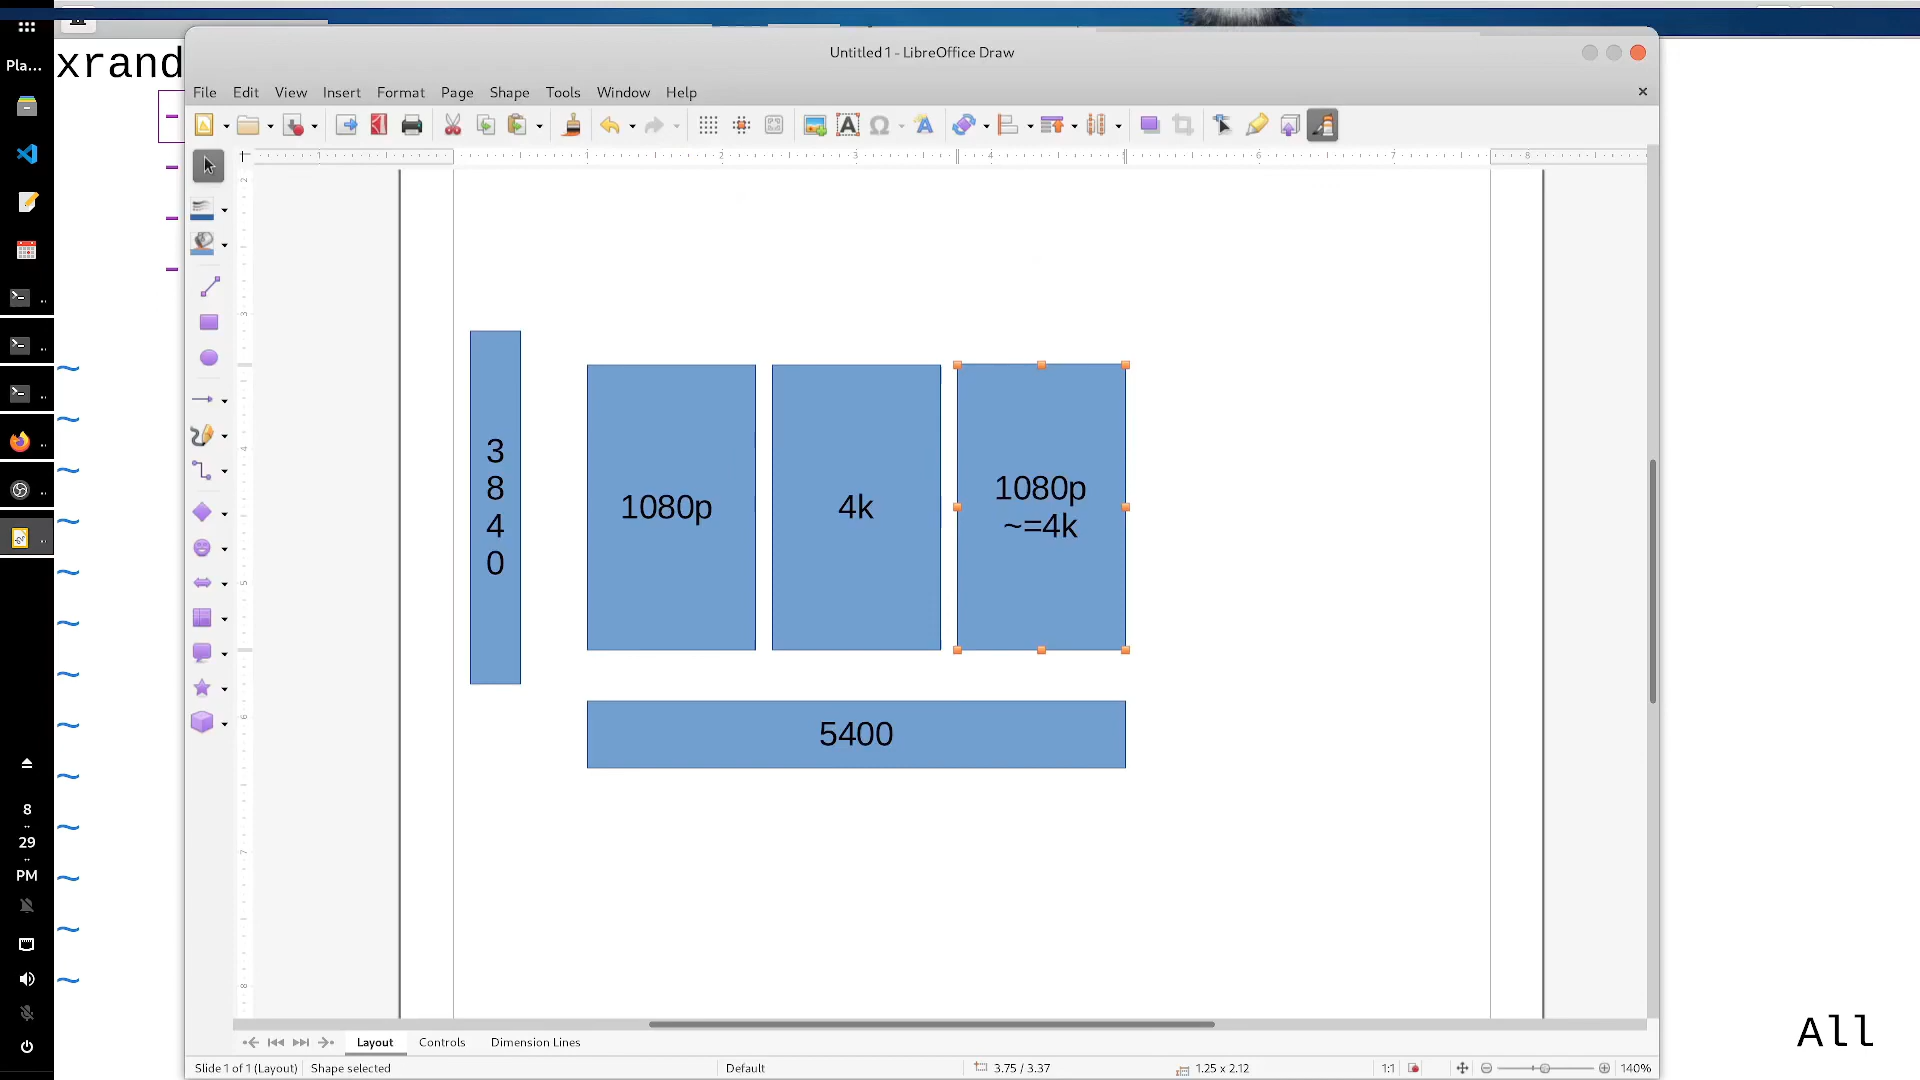 Pla...
xrand
Untitled 1 - LibreOffice Draw
File Edit View Insert Format Page Shape Tools Window Help
3
8
4
0
1080p
4k
1080p
~=4k
5400
8
29
PM
Layout Controls Dimension Lines
Slide 1 of 1 (Layout) Shape selected Default 3.75 / 3.37 1.25 x 2.12 1:1 140%
All